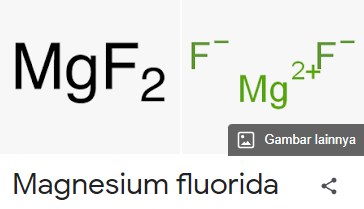 MgF₂
F⁻ Mg²⁺ F⁻
Gambar lainnya
Magnesium fluorida